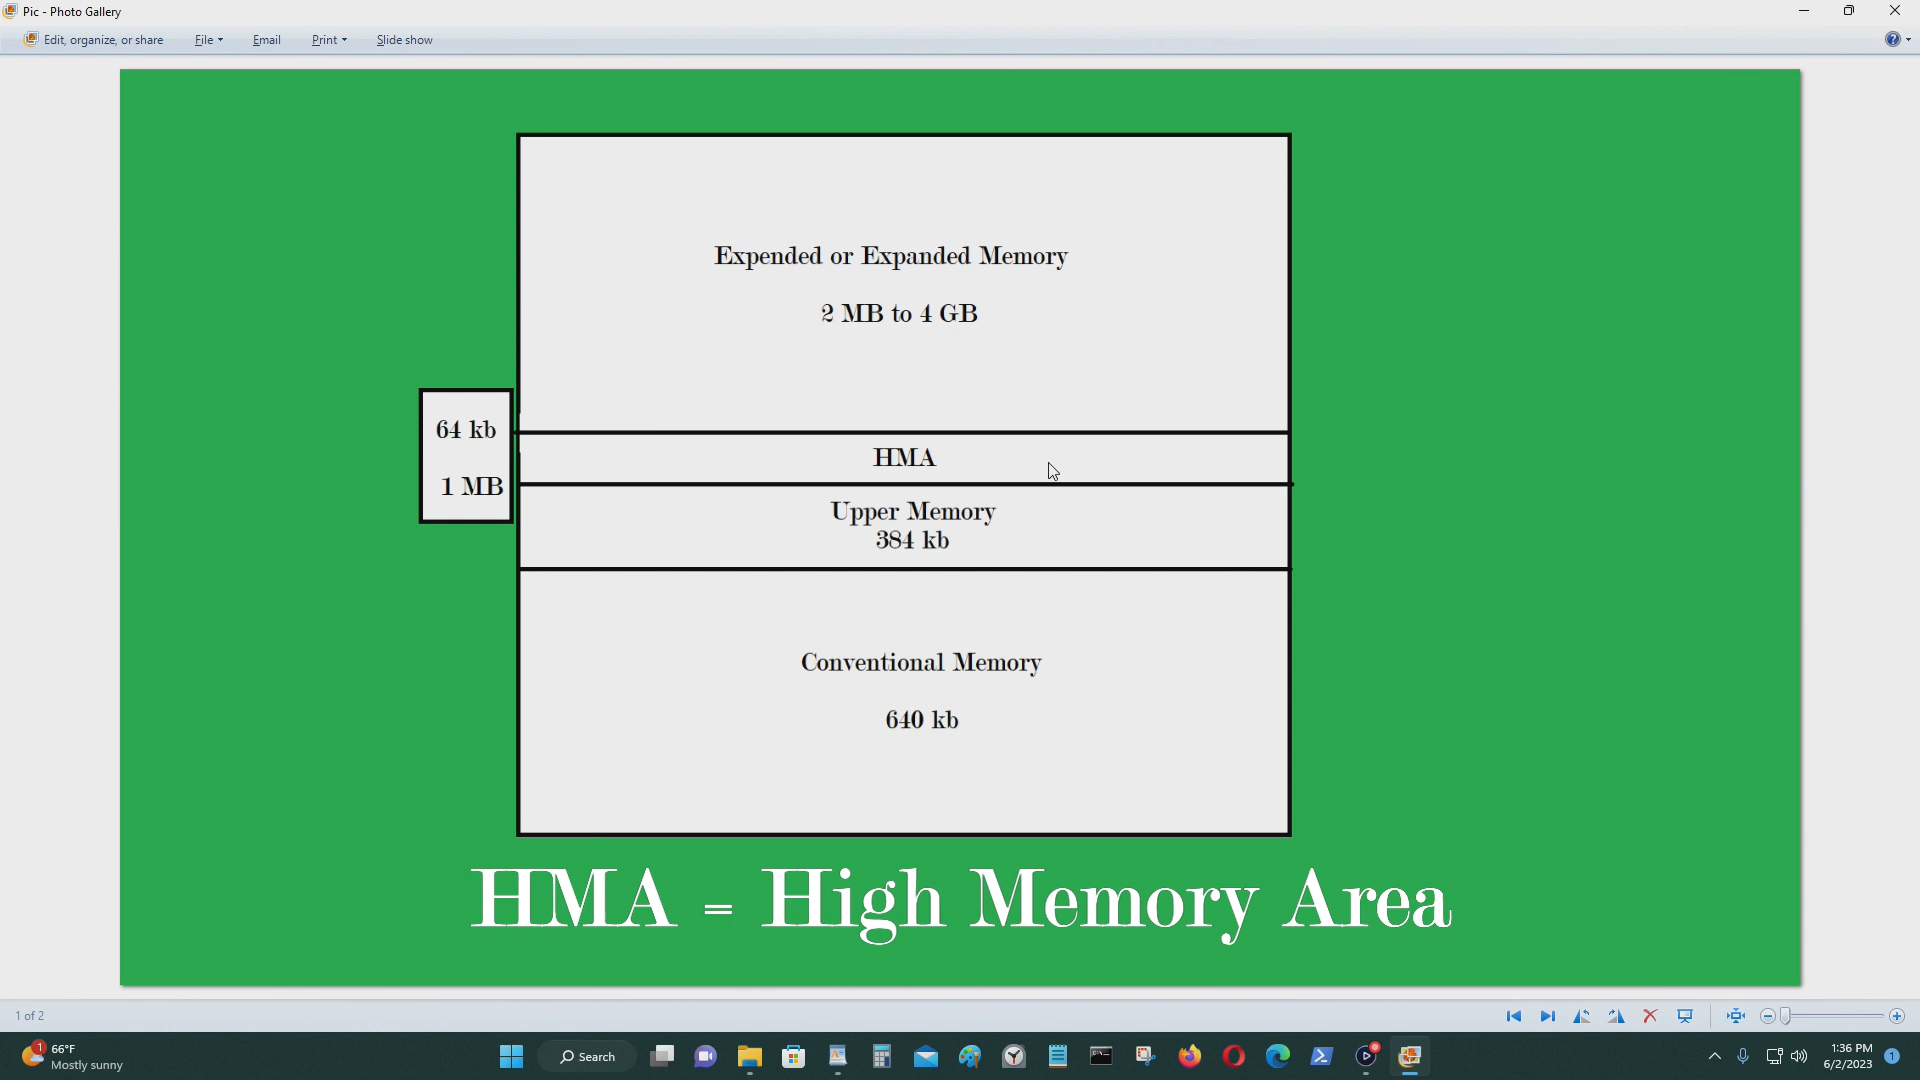 Pic - Photo Gallery
Edit, organize, or share File Email Print Slide show
Expended or Expanded Memory
2 MB to 4 GB
64 kb
1 MB
HMA
Upper Memory
384 kb
Conventional Memory
640 kb
HMA = High Memory Area
1 of 2
1
66°F
Mostly sunny
Search
1:36 PM
6/2/2023
1